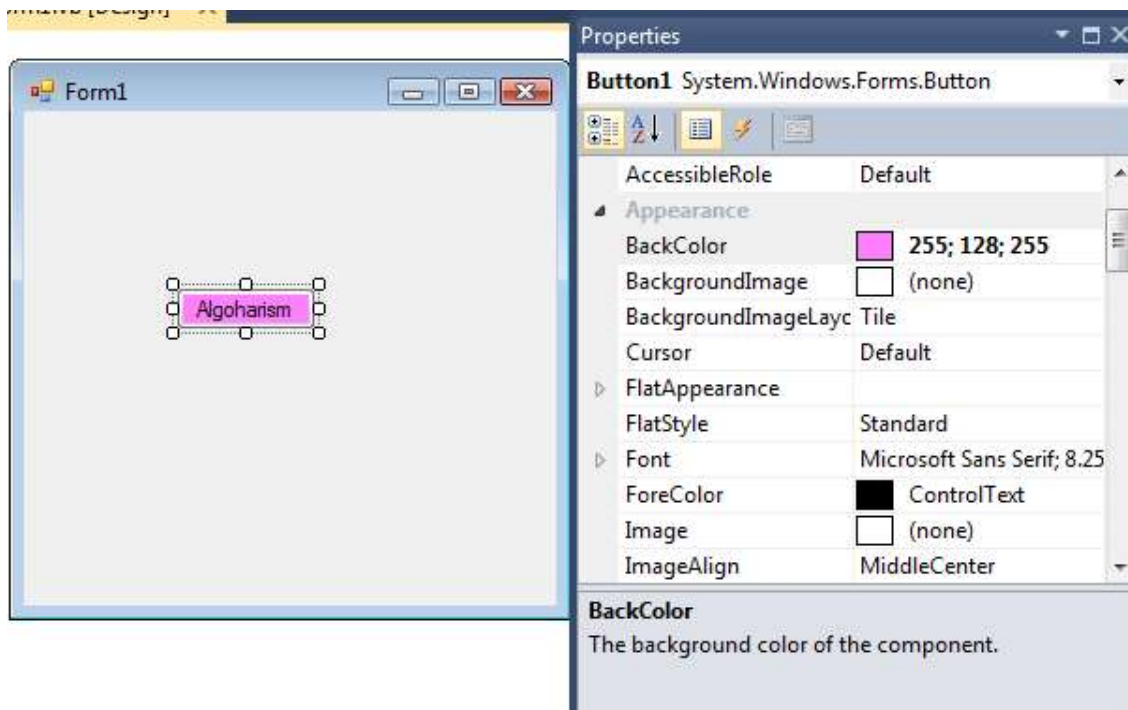 [Design]
Form1
Algoharism
Properties
Button1 System.Windows.Forms.Button
AccessibleRole Default
Appearance
BackColor 255; 128; 255
BackgroundImage (none)
BackgroundImageLayc Tile
Cursor Default
FlatAppearance
FlatStyle Standard
Font Microsoft Sans Serif; 8.25
ForeColor ControlText
Image (none)
ImageAlign MiddleCenter
BackColor
The background color of the component.